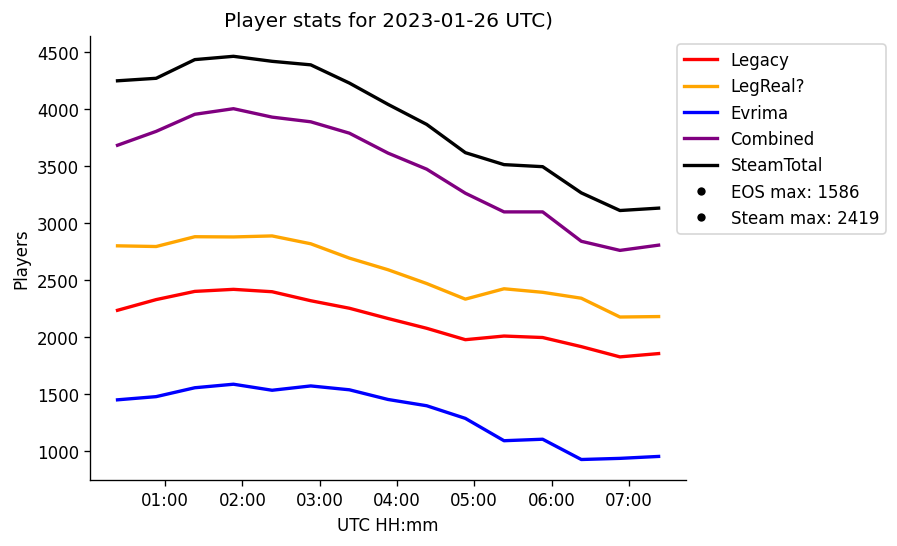 Player stats for 2023-01-26 UTC)
4500
4000
3500
3000
2500
2000
1500
1000
Players
01:00 02:00 03:00 04:00 05:00 06:00 07:00
UTC HH:mm
Legacy
LegReal?
Evrima
Combined
SteamTotal
EOS max: 1586
Steam max: 2419